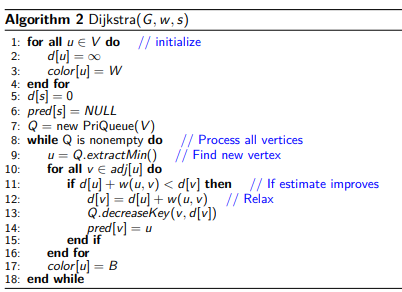 Algorithm 2 Dijkstra(G, w, s)
1: for all u ∈ V do // initialize
2: d[u] = ∞
3: color[u] = W
4: end for
5: d[s] = 0
6: pred[s] = NULL
7: Q = new PriQueue(V)
8: while Q is nonempty do // Process all vertices
9: u = Q.extractMin() // Find new vertex
10: for all v ∈ adj[u] do
11: if d[u] + w(u, v) < d[v] then // If estimate improves
12: d[v] = d[u] + w(u, v) // Relax
13: Q.decreaseKey(v, d[v])
14: pred[v] = u
15: end if
16: end for
17: color[u] = B
18: end while